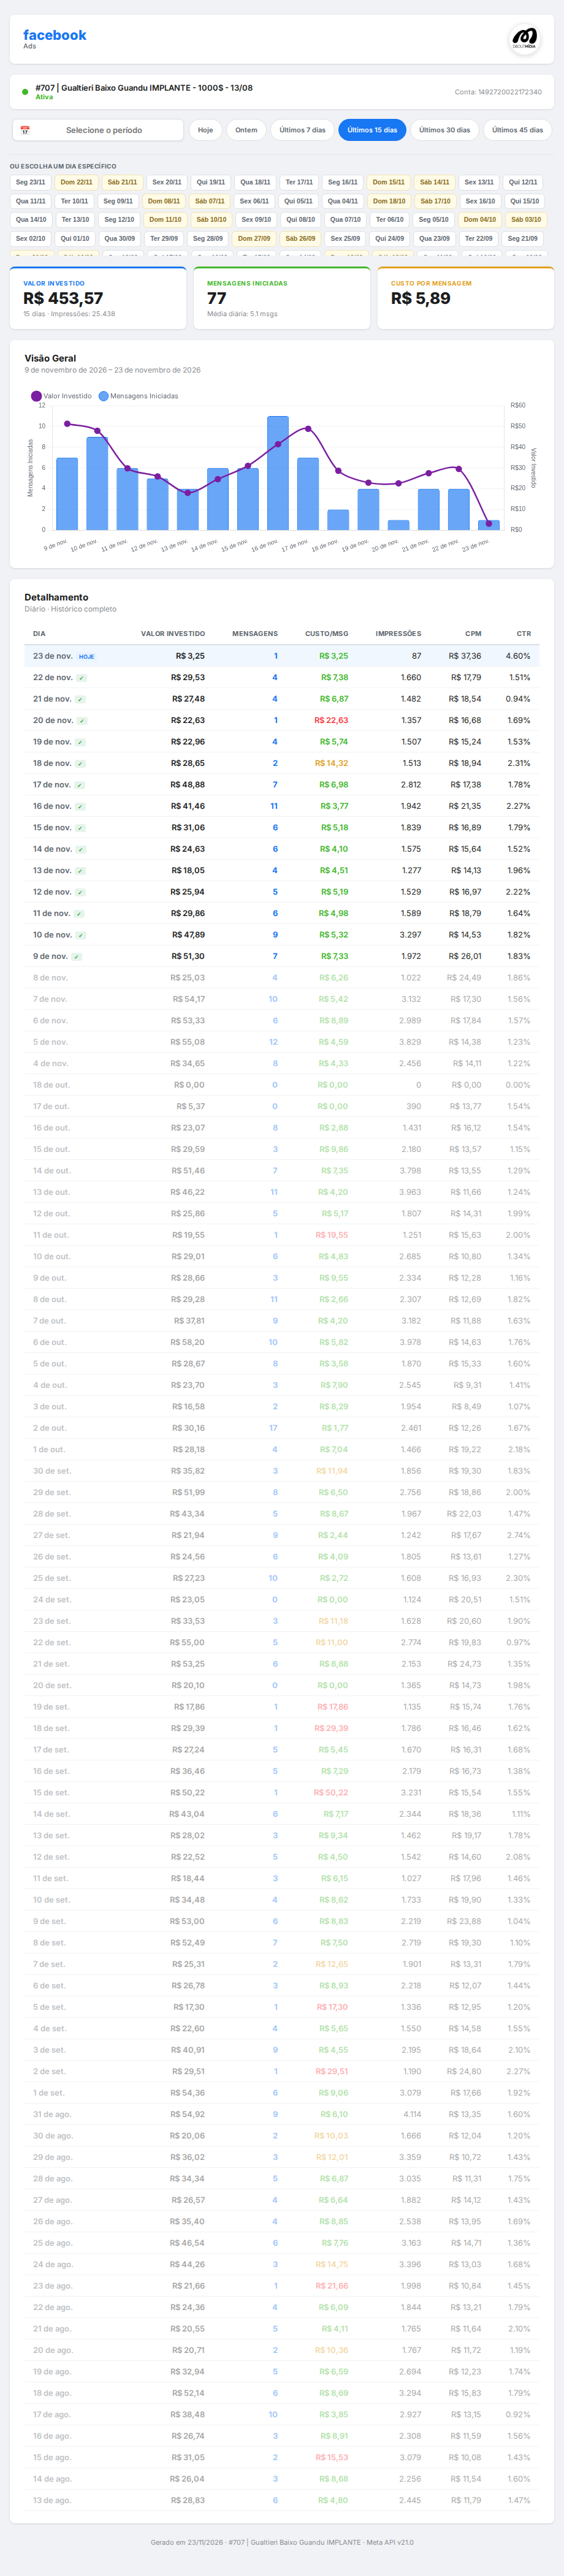 facebook
Ads
DBOUT MÍDIA
#707 | Gualtieri Baixo Guandu IMPLANTE - 1000$ - 13/08
Ativa
Conta: 1492720022172340
Selecione o período
Hoje
Ontem
Últimos 7 dias
Últimos 15 dias
Últimos 30 dias
Últimos 45 dias
OU ESCOLHA UM DIA ESPECÍFICO
Seg 23/11 Dom 22/11 Sáb 21/11 Sex 20/11 Qui 19/11 Qua 18/11 Ter 17/11 Seg 16/11 Dom 15/11 Sáb 14/11 Sex 13/11 Qui 12/11
Qua 11/11 Ter 10/11 Seg 09/11 Dom 08/11 Sáb 07/11 Sex 06/11 Qui 05/11 Qua 04/11 Dom 18/10 Sáb 17/10 Sex 16/10 Qui 15/10
Qua 14/10 Ter 13/10 Seg 12/10 Dom 11/10 Sáb 10/10 Sex 09/10 Qui 08/10 Qua 07/10 Ter 06/10 Seg 05/10 Dom 04/10 Sáb 03/10
Sex 02/10 Qui 01/10 Qua 30/09 Ter 29/09 Seg 28/09 Dom 27/09 Sáb 26/09 Sex 25/09 Qui 24/09 Qua 23/09 Ter 22/09 Seg 21/09
VALOR INVESTIDO
R$ 453,57
15 dias · Impressões: 25.438
MENSAGENS INICIADAS
77
Média diária: 5.1 msgs
CUSTO POR MENSAGEM
R$ 5,89
Visão Geral
9 de novembro de 2026 – 23 de novembro de 2026
Valor Investido Mensagens Iniciadas
Mensagens Iniciadas
12
10
8
6
4
2
0
R$60
R$50
R$40
R$30
R$20
R$10
R$0
Valor Investido
9 de nov. 10 de nov. 11 de nov. 12 de nov. 13 de nov. 14 de nov. 15 de nov. 16 de nov. 17 de nov. 18 de nov. 19 de nov. 20 de nov. 21 de nov. 22 de nov. 23 de nov.
Detalhamento
Diário · Histórico completo
DIA VALOR INVESTIDO MENSAGENS CUSTO/MSG IMPRESSÕES CPM CTR
23 de nov. HOJE R$ 3,25 1 R$ 3,25 87 R$ 37,36 4.60%
22 de nov. ✓ R$ 29,53 4 R$ 7,38 1.660 R$ 17,79 1.51%
21 de nov. ✓ R$ 27,48 4 R$ 6,87 1.482 R$ 18,54 0.94%
20 de nov. ✓ R$ 22,63 1 R$ 22,63 1.357 R$ 16,68 1.69%
19 de nov. ✓ R$ 22,96 4 R$ 5,74 1.507 R$ 15,24 1.53%
18 de nov. ✓ R$ 28,65 2 R$ 14,32 1.513 R$ 18,94 2.31%
17 de nov. ✓ R$ 48,88 7 R$ 6,98 2.812 R$ 17,38 1.78%
16 de nov. ✓ R$ 41,46 11 R$ 3,77 1.942 R$ 21,35 2.27%
15 de nov. ✓ R$ 31,06 6 R$ 5,18 1.839 R$ 16,89 1.79%
14 de nov. ✓ R$ 24,63 6 R$ 4,10 1.575 R$ 15,64 1.52%
13 de nov. ✓ R$ 18,05 4 R$ 4,51 1.277 R$ 14,13 1.96%
12 de nov. ✓ R$ 25,94 5 R$ 5,19 1.529 R$ 16,97 2.22%
11 de nov. ✓ R$ 29,86 6 R$ 4,98 1.589 R$ 18,79 1.64%
10 de nov. ✓ R$ 47,89 9 R$ 5,32 3.297 R$ 14,53 1.82%
9 de nov. ✓ R$ 51,30 7 R$ 7,33 1.972 R$ 26,01 1.83%
8 de nov. R$ 25,03 4 R$ 6,26 1.022 R$ 24,49 1.86%
7 de nov. R$ 54,17 10 R$ 5,42 3.132 R$ 17,30 1.56%
6 de nov. R$ 53,33 6 R$ 8,89 2.989 R$ 17,84 1.57%
5 de nov. R$ 55,08 12 R$ 4,59 3.829 R$ 14,38 1.23%
4 de nov. R$ 34,65 8 R$ 4,33 2.456 R$ 14,11 1.22%
18 de out. R$ 0,00 0 R$ 0,00 0 R$ 0,00 0.00%
17 de out. R$ 5,37 0 R$ 0,00 390 R$ 13,77 1.54%
16 de out. R$ 23,07 8 R$ 2,88 1.431 R$ 16,12 1.54%
15 de out. R$ 29,59 3 R$ 9,86 2.180 R$ 13,57 1.15%
14 de out. R$ 51,46 7 R$ 7,35 3.798 R$ 13,55 1.29%
13 de out. R$ 46,22 11 R$ 4,20 3.963 R$ 11,66 1.24%
12 de out. R$ 25,86 5 R$ 5,17 1.807 R$ 14,31 1.99%
11 de out. R$ 19,55 1 R$ 19,55 1.251 R$ 15,63 2.00%
10 de out. R$ 29,01 6 R$ 4,83 2.685 R$ 10,80 1.34%
9 de out. R$ 28,66 3 R$ 9,55 2.334 R$ 12,28 1.16%
8 de out. R$ 29,28 11 R$ 2,66 2.307 R$ 12,69 1.82%
7 de out. R$ 37,81 9 R$ 4,20 3.182 R$ 11,88 1.63%
6 de out. R$ 58,20 10 R$ 5,82 3.978 R$ 14,63 1.76%
5 de out. R$ 28,67 8 R$ 3,58 1.870 R$ 15,33 1.60%
4 de out. R$ 23,70 3 R$ 7,90 2.545 R$ 9,31 1.41%
3 de out. R$ 16,58 2 R$ 8,29 1.954 R$ 8,49 1.07%
2 de out. R$ 30,16 17 R$ 1,77 2.461 R$ 12,26 1.67%
1 de out. R$ 28,18 4 R$ 7,04 1.466 R$ 19,22 2.18%
30 de set. R$ 35,82 3 R$ 11,94 1.856 R$ 19,30 1.83%
29 de set. R$ 51,99 8 R$ 6,50 2.756 R$ 18,86 2.00%
28 de set. R$ 43,34 5 R$ 8,67 1.967 R$ 22,03 1.47%
27 de set. R$ 21,94 9 R$ 2,44 1.242 R$ 17,67 2.74%
26 de set. R$ 24,56 6 R$ 4,09 1.805 R$ 13,61 1.27%
25 de set. R$ 27,23 10 R$ 2,72 1.608 R$ 16,93 2.30%
24 de set. R$ 23,05 0 R$ 0,00 1.124 R$ 20,51 1.51%
23 de set. R$ 33,53 3 R$ 11,18 1.628 R$ 20,60 1.90%
22 de set. R$ 55,00 5 R$ 11,00 2.774 R$ 19,83 0.97%
21 de set. R$ 53,25 6 R$ 8,88 2.153 R$ 24,73 1.35%
20 de set. R$ 20,10 0 R$ 0,00 1.365 R$ 14,73 1.98%
19 de set. R$ 17,86 1 R$ 17,86 1.135 R$ 15,74 1.76%
18 de set. R$ 29,39 1 R$ 29,39 1.786 R$ 16,46 1.62%
17 de set. R$ 27,24 5 R$ 5,45 1.670 R$ 16,31 1.68%
16 de set. R$ 36,46 5 R$ 7,29 2.179 R$ 16,73 1.38%
15 de set. R$ 50,22 1 R$ 50,22 3.231 R$ 15,54 1.55%
14 de set. R$ 43,04 6 R$ 7,17 2.344 R$ 18,36 1.11%
13 de set. R$ 28,02 3 R$ 9,34 1.462 R$ 19,17 1.78%
12 de set. R$ 22,52 5 R$ 4,50 1.542 R$ 14,60 2.08%
11 de set. R$ 18,44 3 R$ 6,15 1.027 R$ 17,96 1.46%
10 de set. R$ 34,48 4 R$ 8,62 1.733 R$ 19,90 1.33%
9 de set. R$ 53,00 6 R$ 8,83 2.219 R$ 23,88 1.04%
8 de set. R$ 52,49 7 R$ 7,50 2.719 R$ 19,30 1.10%
7 de set. R$ 25,31 2 R$ 12,65 1.901 R$ 13,31 1.79%
6 de set. R$ 26,78 3 R$ 8,93 2.218 R$ 12,07 1.44%
5 de set. R$ 17,30 1 R$ 17,30 1.336 R$ 12,95 1.20%
4 de set. R$ 22,60 4 R$ 5,65 1.550 R$ 14,58 1.55%
3 de set. R$ 40,91 9 R$ 4,55 2.195 R$ 18,64 2.10%
2 de set. R$ 29,51 1 R$ 29,51 1.190 R$ 24,80 2.27%
1 de set. R$ 54,36 6 R$ 9,06 3.079 R$ 17,66 1.92%
31 de ago. R$ 54,92 9 R$ 6,10 4.114 R$ 13,35 1.60%
30 de ago. R$ 20,06 2 R$ 10,03 1.666 R$ 12,04 1.20%
29 de ago. R$ 36,02 3 R$ 12,01 3.359 R$ 10,72 1.43%
28 de ago. R$ 34,34 5 R$ 6,87 3.035 R$ 11,31 1.75%
27 de ago. R$ 26,57 4 R$ 6,64 1.882 R$ 14,12 1.43%
26 de ago. R$ 35,40 4 R$ 8,85 2.538 R$ 13,95 1.69%
25 de ago. R$ 46,54 6 R$ 7,76 3.163 R$ 14,71 1.36%
24 de ago. R$ 44,26 3 R$ 14,75 3.396 R$ 13,03 1.68%
23 de ago. R$ 21,66 1 R$ 21,66 1.998 R$ 10,84 1.45%
22 de ago. R$ 24,36 4 R$ 6,09 1.844 R$ 13,21 1.79%
21 de ago. R$ 20,55 5 R$ 4,11 1.765 R$ 11,64 2.10%
20 de ago. R$ 20,71 2 R$ 10,36 1.767 R$ 11,72 1.19%
19 de ago. R$ 32,94 5 R$ 6,59 2.694 R$ 12,23 1.74%
18 de ago. R$ 52,14 6 R$ 8,69 3.294 R$ 15,83 1.79%
17 de ago. R$ 38,48 10 R$ 3,85 2.927 R$ 13,15 0.92%
16 de ago. R$ 26,74 3 R$ 8,91 2.308 R$ 11,59 1.56%
15 de ago. R$ 31,05 2 R$ 15,53 3.079 R$ 10,08 1.43%
14 de ago. R$ 26,04 3 R$ 8,68 2.256 R$ 11,54 1.60%
13 de ago. R$ 28,83 6 R$ 4,80 2.445 R$ 11,79 1.47%
Gerado em 23/11/2026 · #707 | Gualtieri Baixo Guandu IMPLANTE · Meta API v21.0